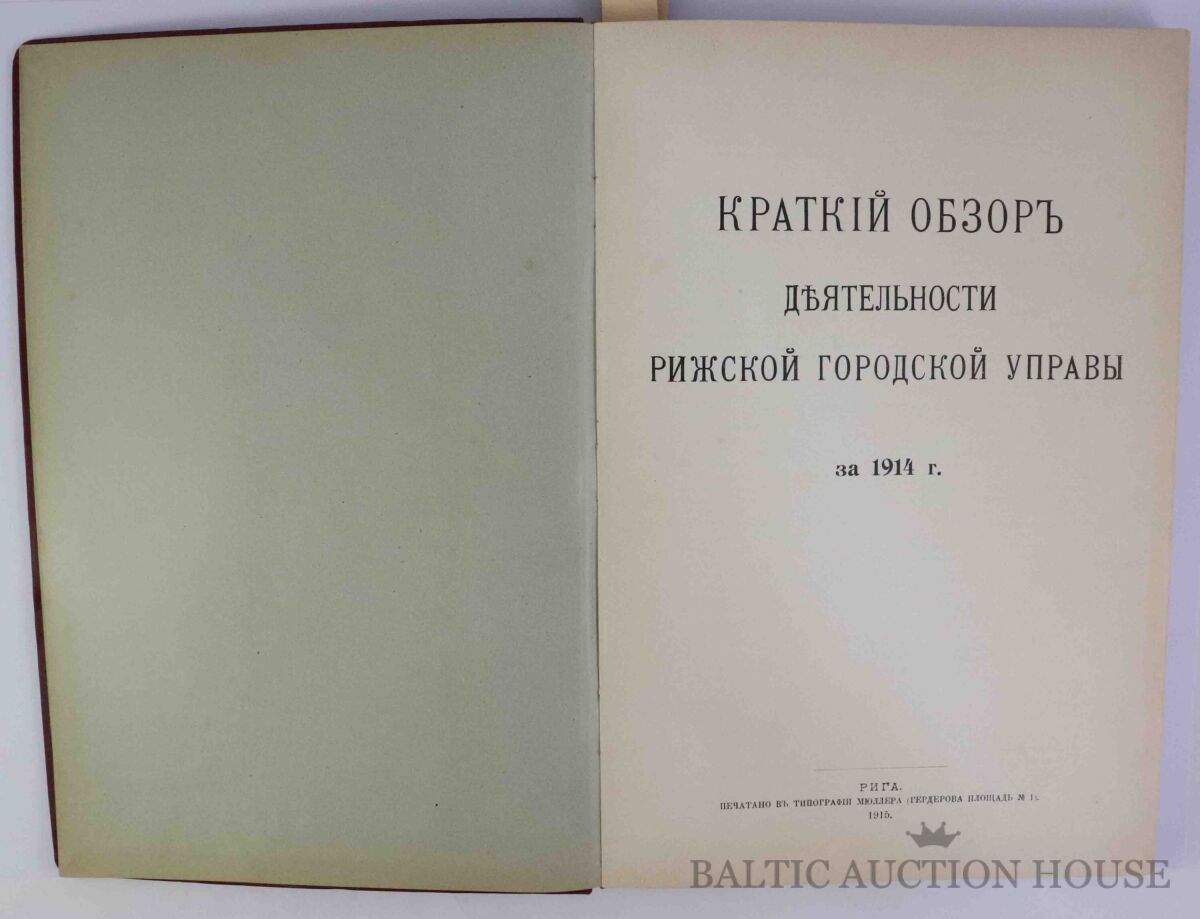 КРАТКІЙ ОБЗОРЪ
ДѢЯТЕЛЬНОСТИ
РИЖСКОЙ ГОРОДСКОЙ УПРАВЫ
за 1914 г.
РИГА.
ПЕЧАТАНО ВЪ ТИПОГРАФІИ МЮЛЛЕРА (ГЕРДЕРОВА ПЛОЩАДЬ № 1).
1915.
BALTIC AUCTION HOUSE